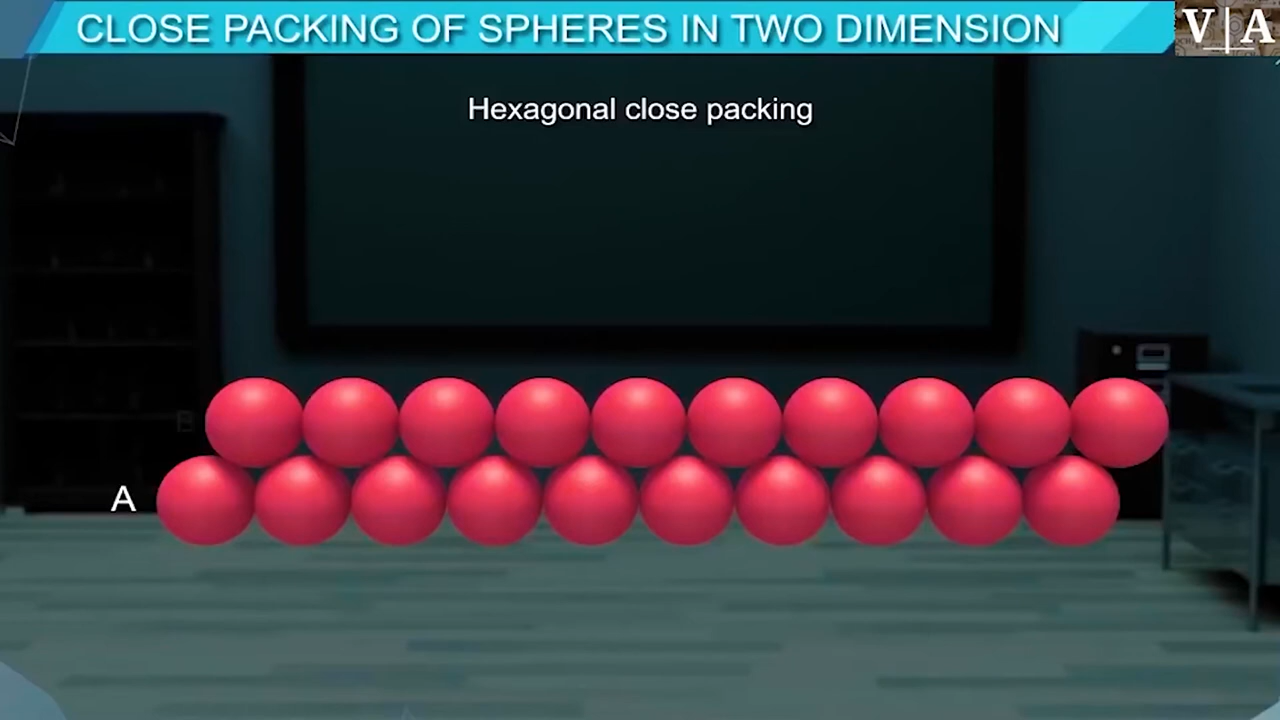 CLOSE PACKING OF SPHERES IN TWO DIMENSION
V|A
Hexagonal close packing
B
A